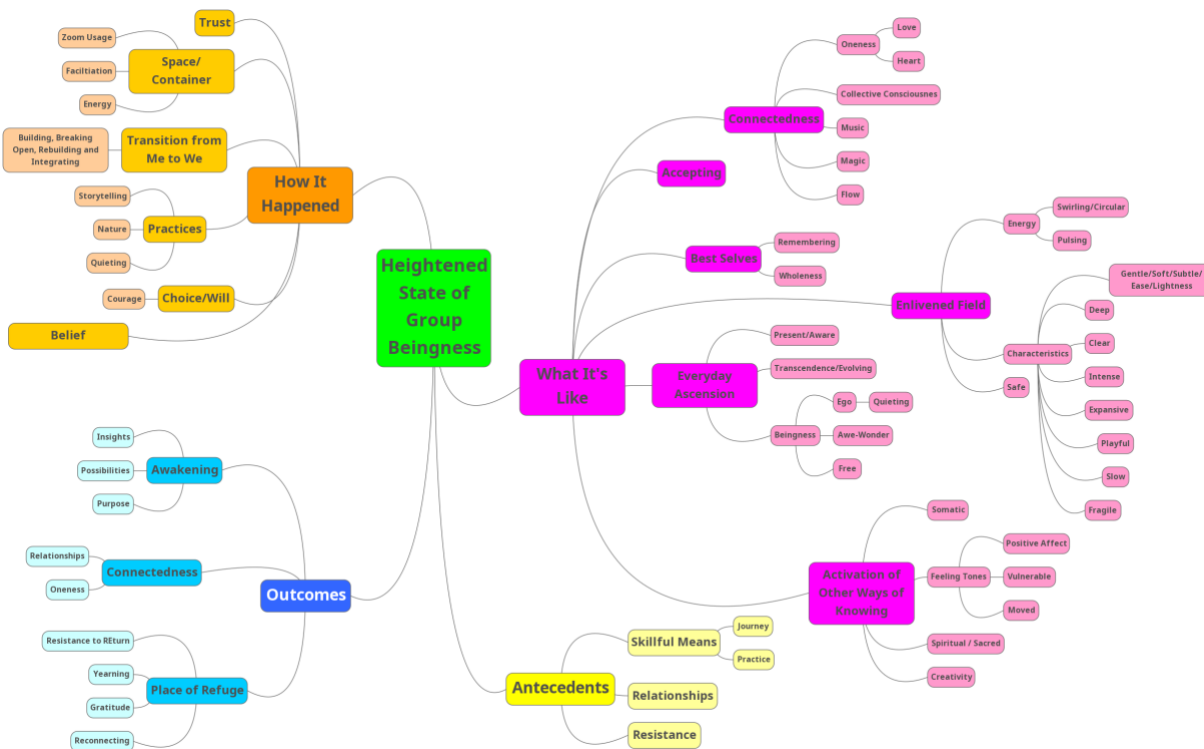 Heightened
State of
Group
Beingness
How It
Happened
Trust
Space/
Container
Zoom Usage
Faciltiation
Energy
Transition from
Me to We
Building, Breaking
Open, Rebuilding and
Integrating
Practices
Storytelling
Nature
Quieting
Choice/Will
Courage
Belief
What It's
Like
Connectedness
Oneness
Love
Heart
Collective Consciousnes
Music
Magic
Flow
Accepting
Best Selves
Remembering
Wholeness
Enlivened Field
Energy
Swirling/Circular
Pulsing
Characteristics
Gentle/Soft/Subtle/
Ease/Lightness
Deep
Clear
Intense
Expansive
Playful
Slow
Fragile
Safe
Everyday
Ascension
Present/Aware
Transcendence/Evolving
Beingness
Ego
Quieting
Awe-Wonder
Free
Activation of
Other Ways of
Knowing
Somatic
Feeling Tones
Positive Affect
Vulnerable
Moved
Spiritual / Sacred
Creativity
Outcomes
Awakening
Insights
Possibilities
Purpose
Connectedness
Relationships
Oneness
Place of Refuge
Resistance to REturn
Yearning
Gratitude
Reconnecting
Antecedents
Skillful Means
Journey
Practice
Relationships
Resistance